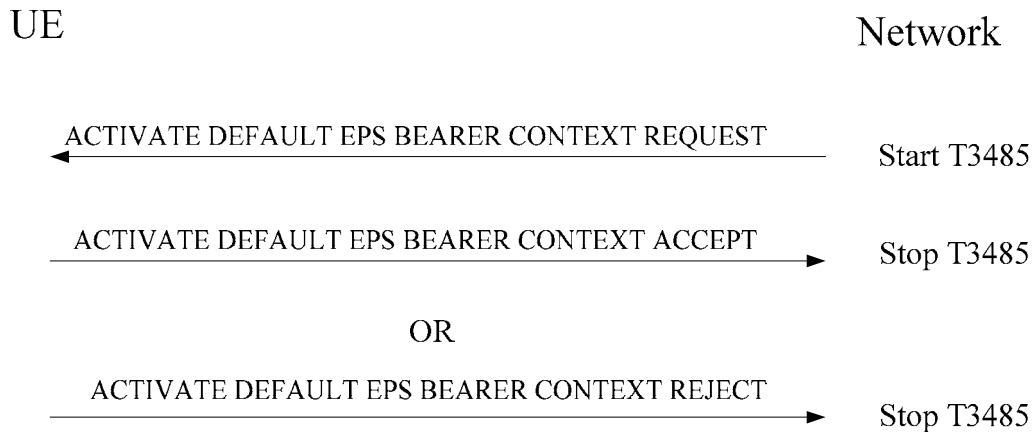 UE
Network
ACTIVATE DEFAULT EPS BEARER CONTEXT REQUEST
Start T3485
ACTIVATE DEFAULT EPS BEARER CONTEXT ACCEPT
Stop T3485
OR
ACTIVATE DEFAULT EPS BEARER CONTEXT REJECT
Stop T3485